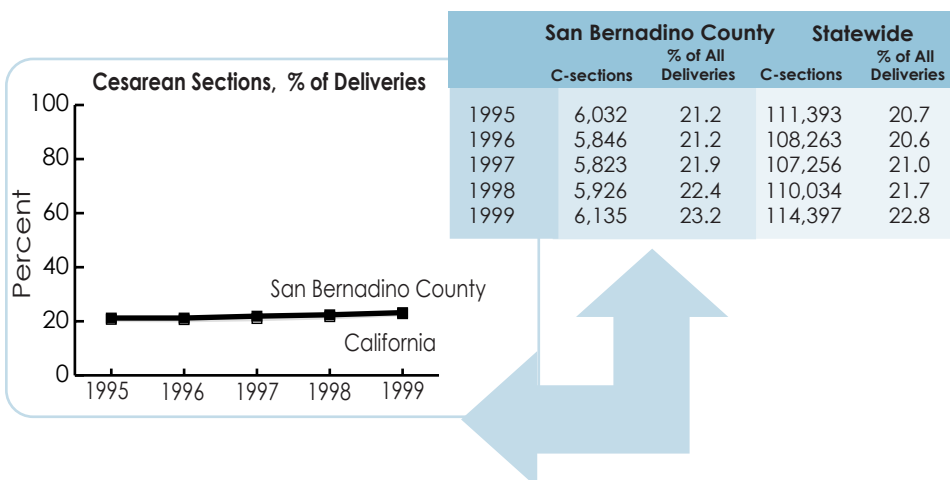 San Bernadino County Statewide
C-sections % of All Deliveries C-sections % of All Deliveries
1995 6,032 21.2 111,393 20.7
1996 5,846 21.2 108,263 20.6
1997 5,823 21.9 107,256 21.0
1998 5,926 22.4 110,034 21.7
1999 6,135 23.2 114,397 22.8
Cesarean Sections, % of Deliveries
Percent
100
80
60
40
20
0
San Bernadino County
California
1995 1996 1997 1998 1999